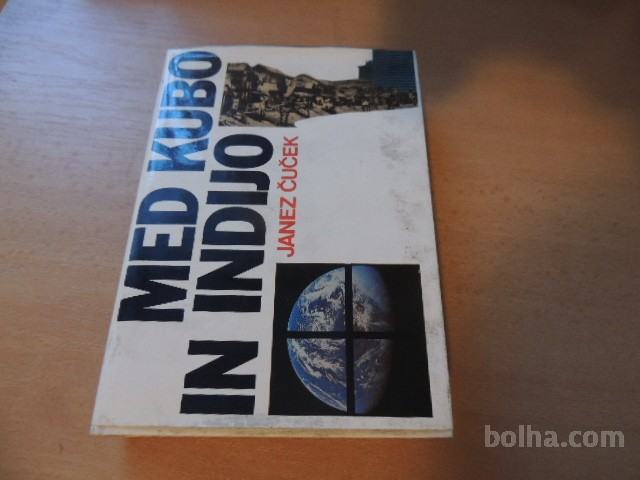 MED KUBO
IN INDIJO
JANEZ ČUČEK
bolha.com®